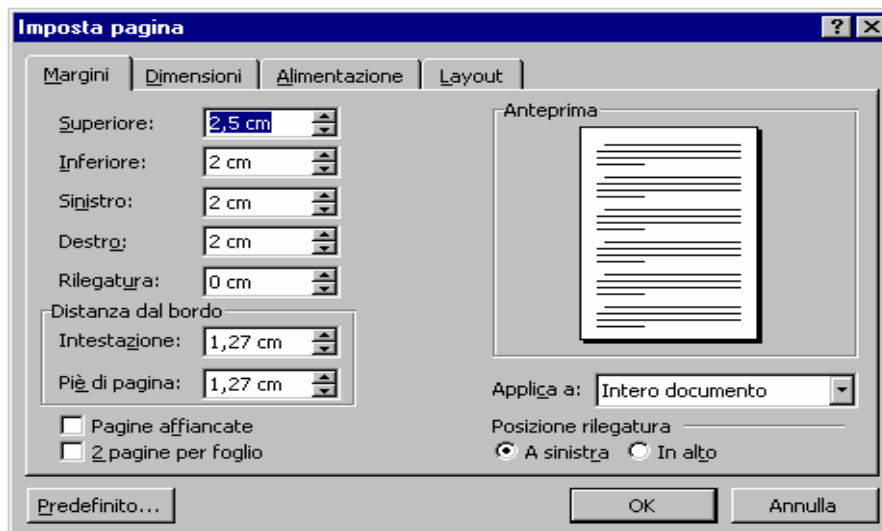 Imposta pagina
Margini Dimensioni Alimentazione Layout
Superiore: 2,5 cm
Inferiore: 2 cm
Sinistro: 2 cm
Destro: 2 cm
Rilegatura: 0 cm
Distanza dal bordo
Intestazione: 1,27 cm
Piè di pagina: 1,27 cm
Pagine affiancate
2 pagine per foglio
Anteprima
Applica a: Intero documento
Posizione rilegatura
A sinistra In alto
Predefinito... OK Annulla